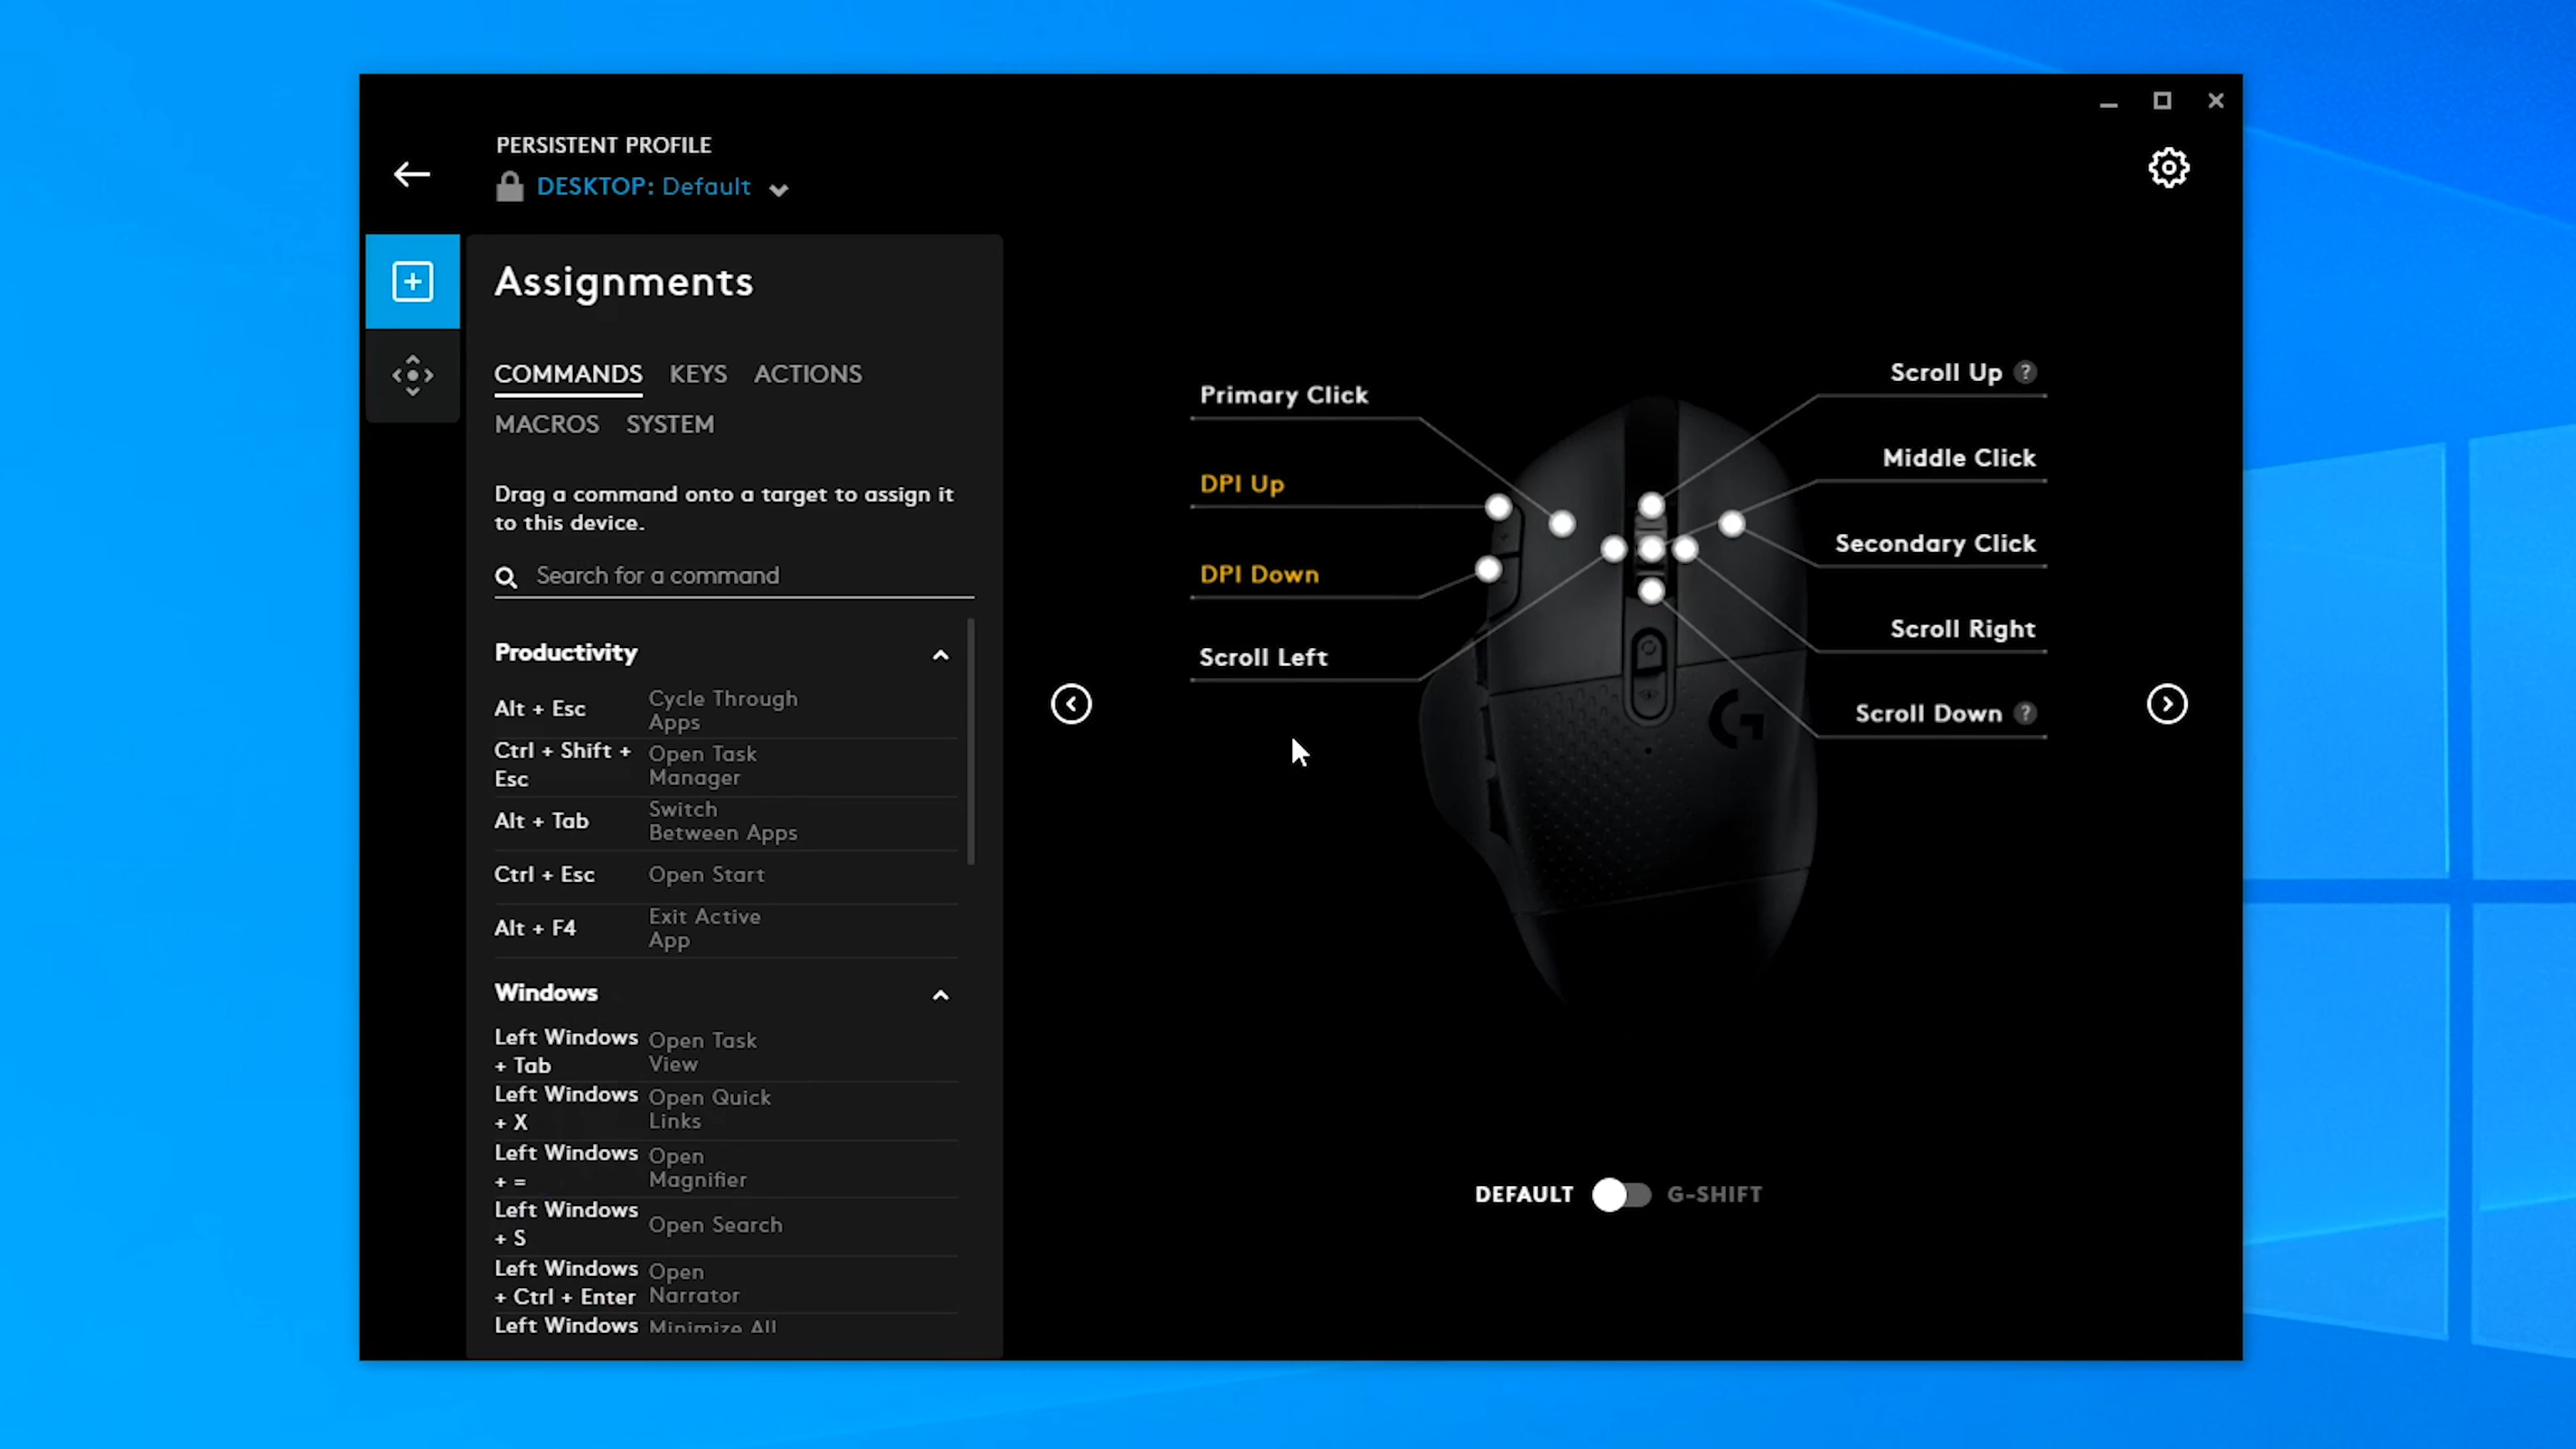 PERSISTENT PROFILE
DESKTOP: Default
Assignments
COMMANDS KEYS ACTIONS
MACROS SYSTEM
Drag a command onto a target to assign it
to this device.
Search for a command
Productivity
Alt + Esc
Cycle Through
Apps
Ctrl + Shift +
Esc
Open Task
Manager
Alt + Tab
Switch
Between Apps
Ctrl + Esc
Open Start
Alt + F4
Exit Active
App
Windows
Left Windows
+ Tab
Open Task
View
Left Windows
+ X
Open Quick
Links
Left Windows
+ =
Open
Magnifier
Left Windows
+ S
Open Search
Left Windows
+ Ctrl + Enter
Open
Narrator
Left Windows
Minimize All
Primary Click
DPI Up
DPI Down
Scroll Left
Scroll Up ?
Middle Click
Secondary Click
Scroll Right
Scroll Down ?
G
DEFAULT G-SHIFT